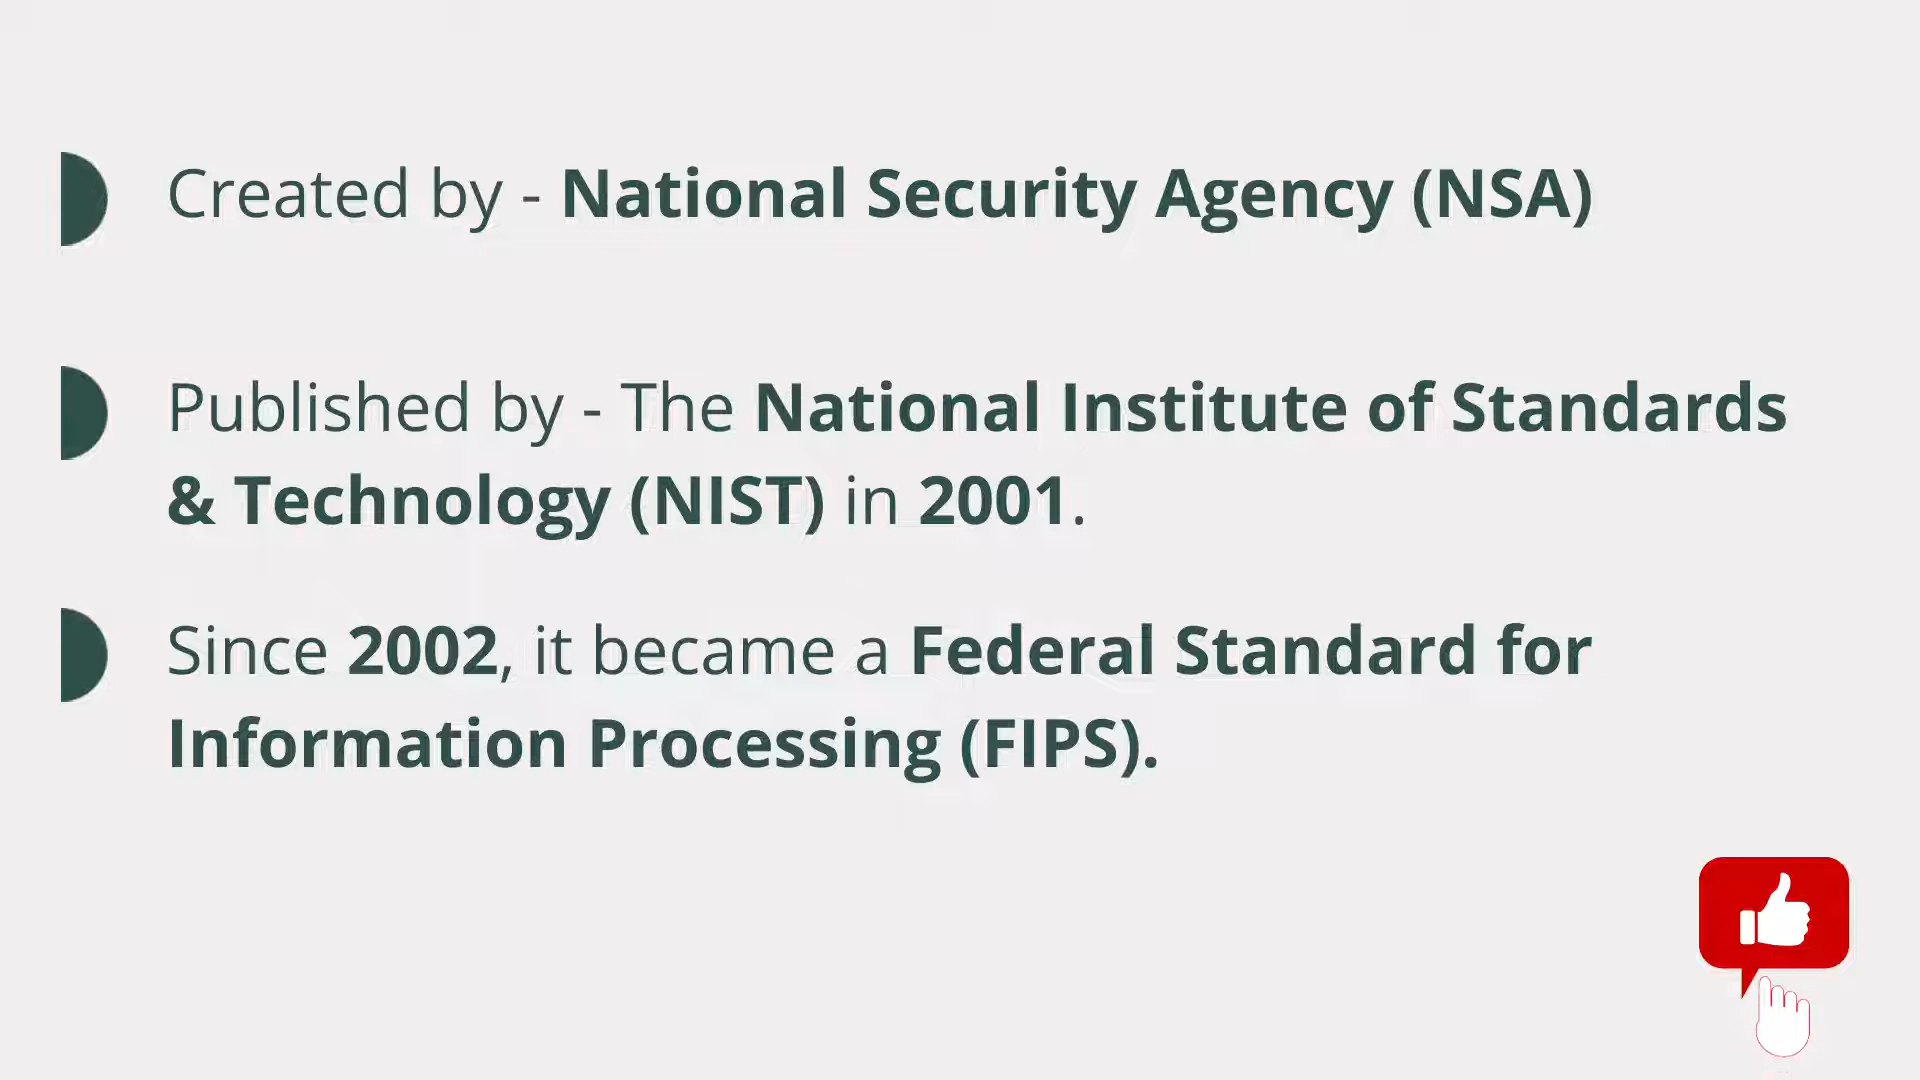 Created by - National Security Agency (NSA)
Published by - The National Institute of Standards
& Technology (NIST) in 2001.
Since 2002, it became a Federal Standard for
Information Processing (FIPS).